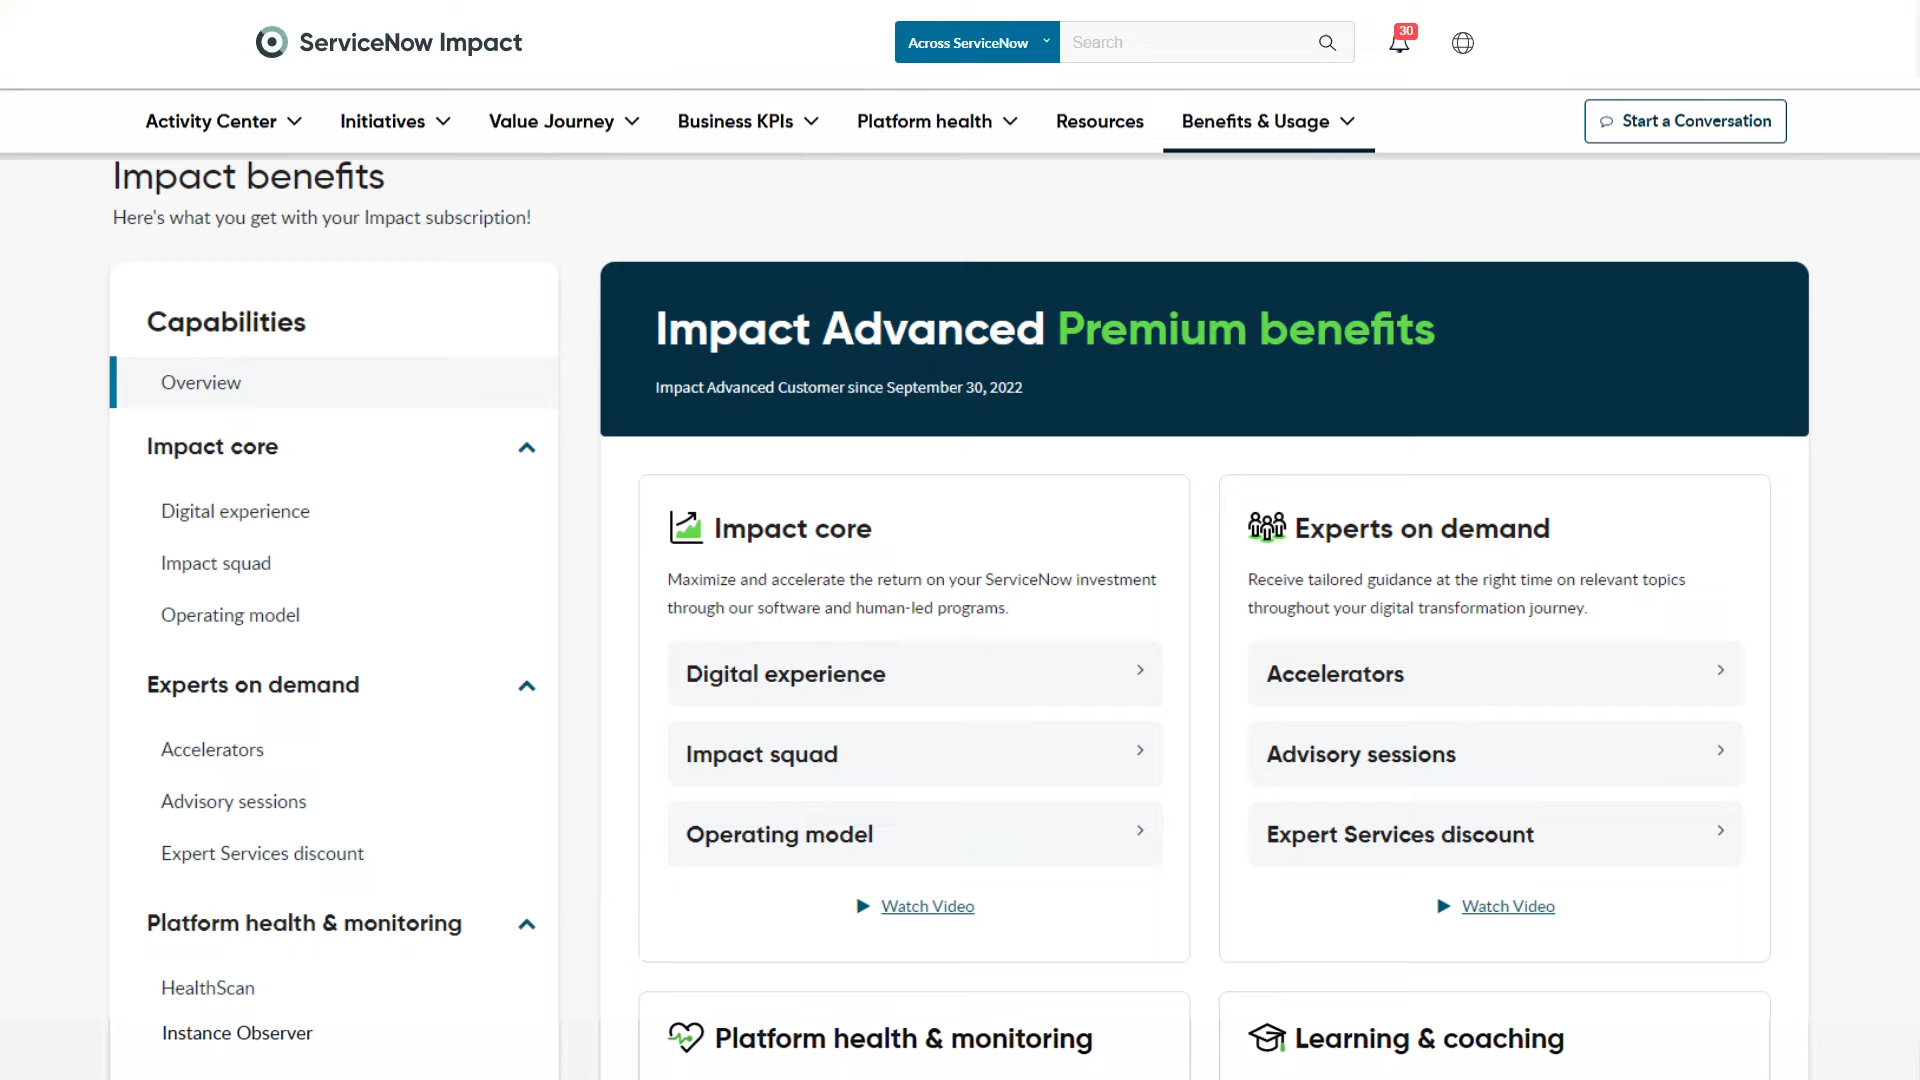 ServiceNow Impact
Across ServiceNow
Search
30
Activity Center
Initiatives
Value Journey
Business KPIs
Platform health
Resources
Benefits & Usage
Start a Conversation
Impact benefits
Here's what you get with your Impact subscription!
Capabilities
Overview
Impact core
Digital experience
Impact squad
Operating model
Experts on demand
Accelerators
Advisory sessions
Expert Services discount
Platform health & monitoring
HealthScan
Instance Observer
Impact Advanced Premium benefits
Impact Advanced Customer since September 30, 2022
Impact core
Maximize and accelerate the return on your ServiceNow investment
through our software and human-led programs.
Digital experience
Impact squad
Operating model
Watch Video
Experts on demand
Receive tailored guidance at the right time on relevant topics
throughout your digital transformation journey.
Accelerators
Advisory sessions
Expert Services discount
Watch Video
Platform health & monitoring
Learning & coaching